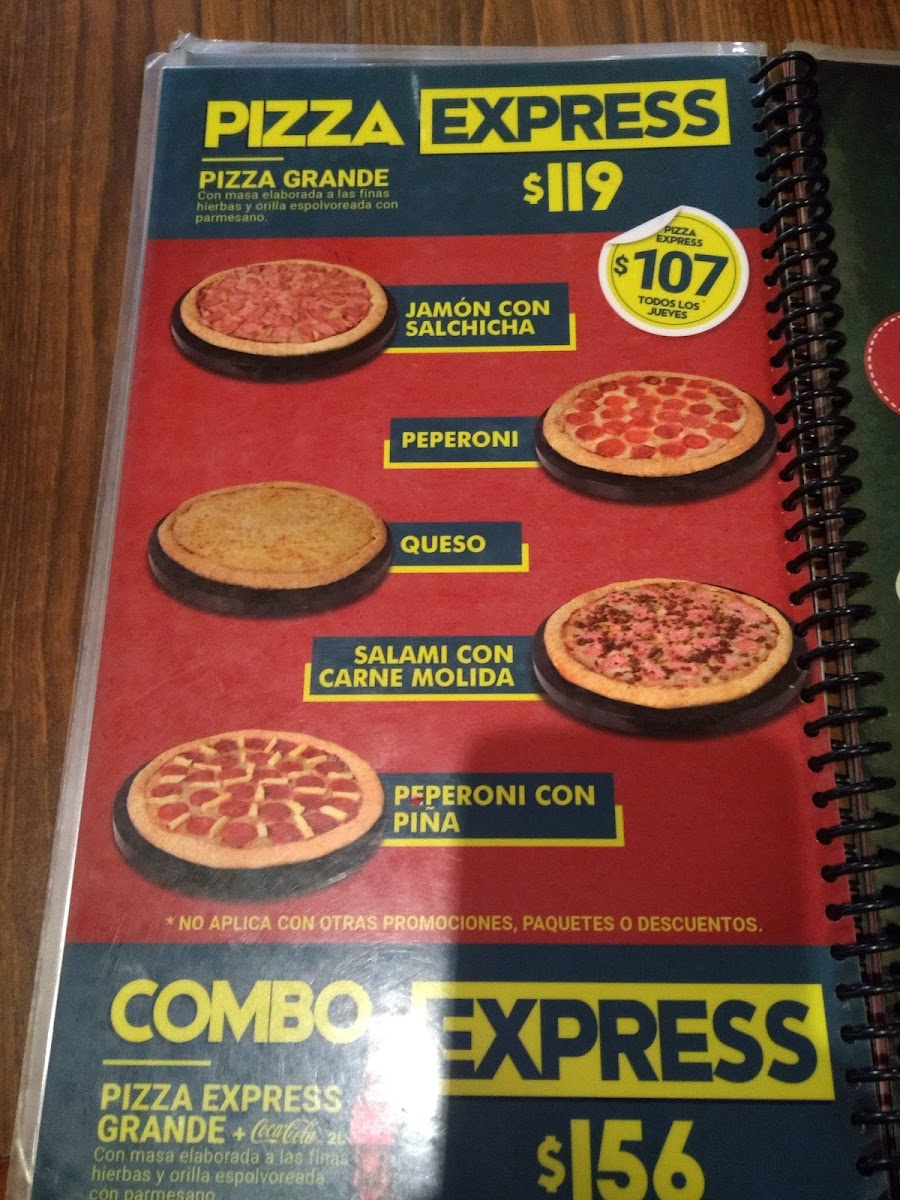 PIZZA EXPRESS
PIZZA GRANDE
Con masa elaborada a las finas
hierbas y orilla espolvoreada con
parmesano.
$119
PIZZA
EXPRESS
$107
TODOS LOS*
JUEVES
JAMÓN CON
SALCHICHA
PEPERONI
QUESO
SALAMI CON
CARNE MOLIDA
PEPERONI CON
PIÑA
* NO APLICA CON OTRAS PROMOCIONES, PAQUETES O DESCUENTOS.
COMBO EXPRESS
PIZZA EXPRESS
GRANDE + Coca-Cola 2L
Con masa elaborada a las finas
hierbas y orilla espolvoreada
con parmesano
$156